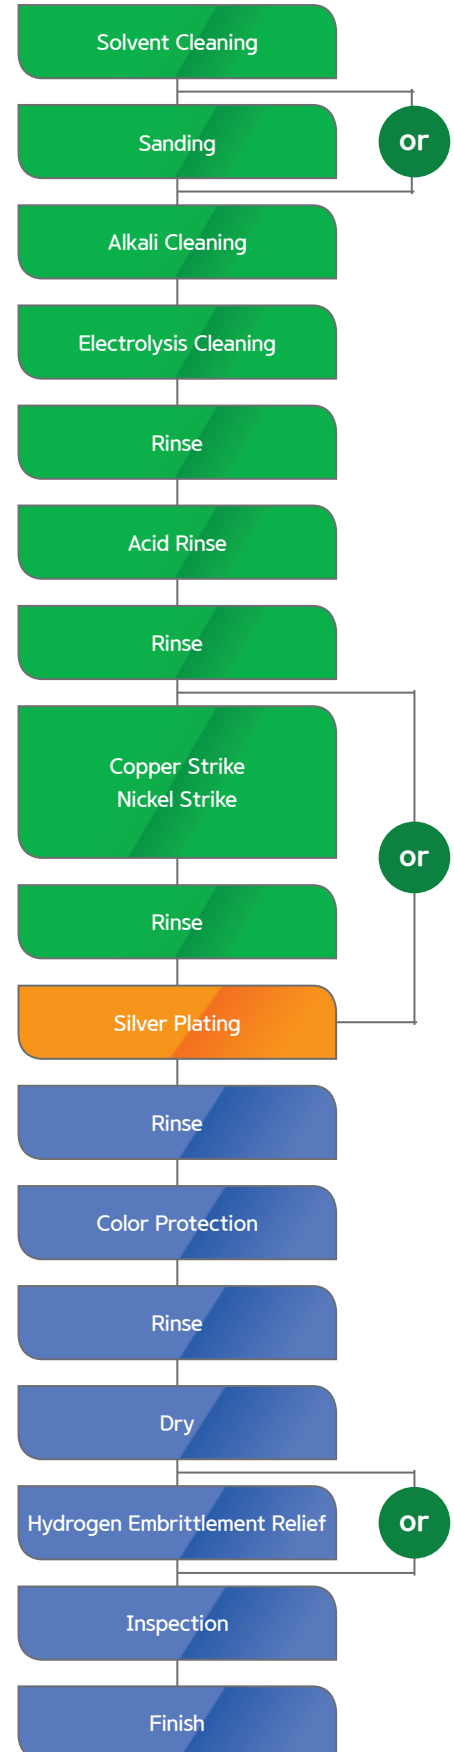 Solvent Cleaning
Sanding
or
Alkali Cleaning
Electrolysis Cleaning
Rinse
Acid Rinse
Rinse
Copper Strike
Nickel Strike
or
Rinse
Silver Plating
Rinse
Color Protection
Rinse
Dry
Hydrogen Embrittlement Relief
or
Inspection
Finish